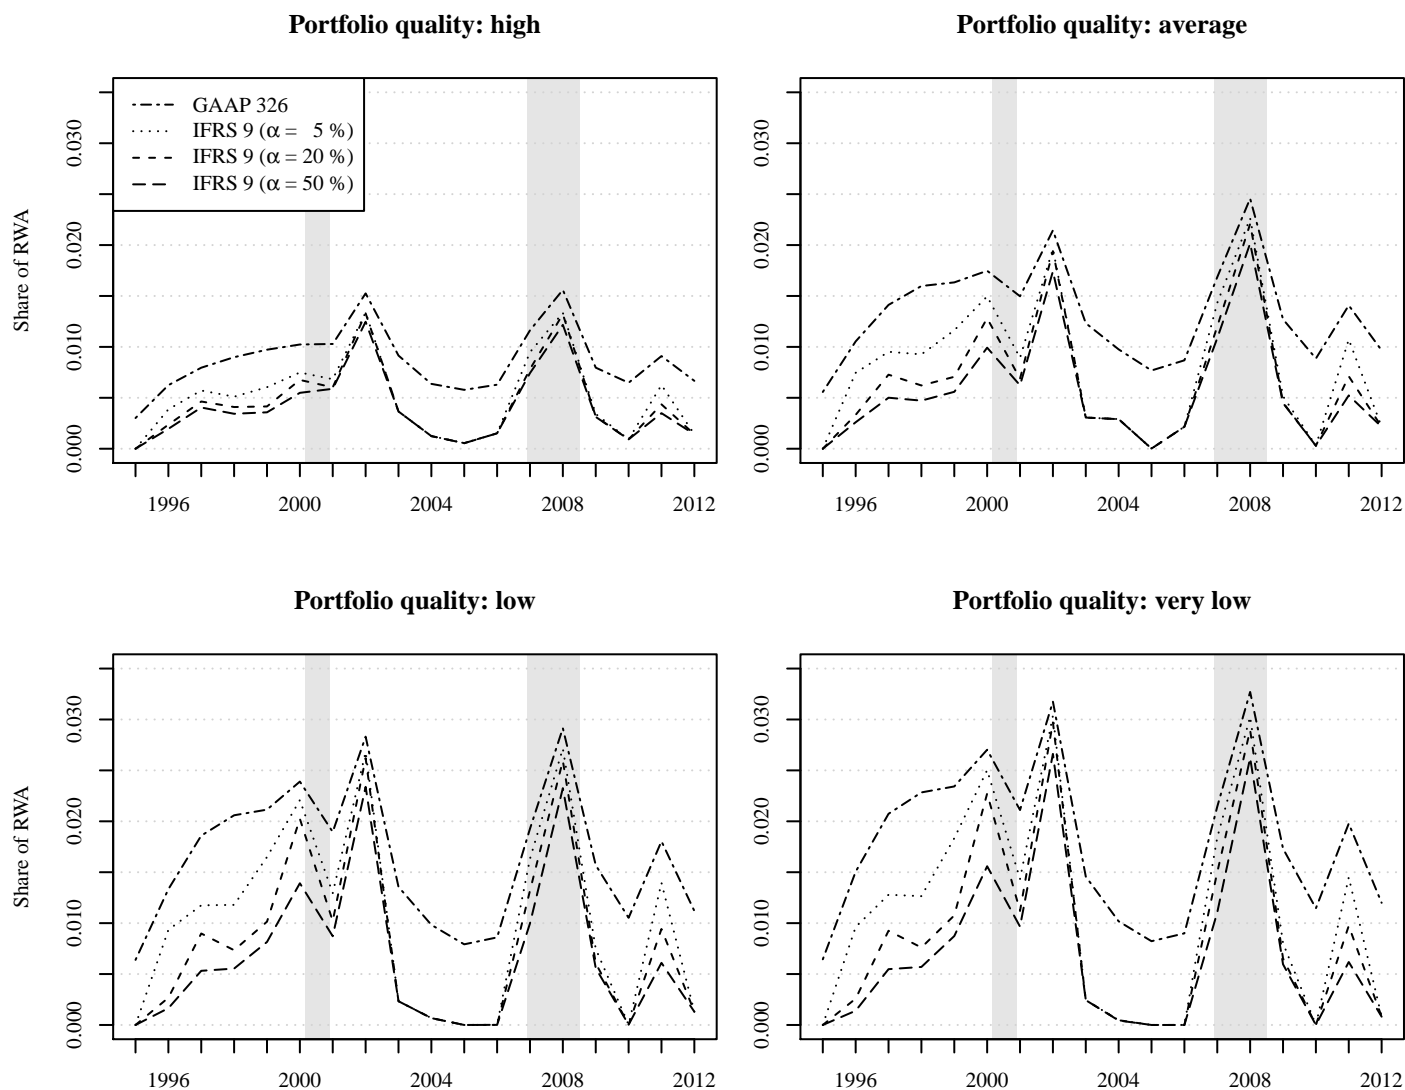 Portfolio quality: high
Share of RWA
0.030
0.020
0.010
0.000
GAAP 326
IFRS 9 (α = 5 %)
IFRS 9 (α = 20 %)
IFRS 9 (α = 50 %)
1996 2000 2004 2008 2012
Portfolio quality: average
0.030
0.020
0.010
0.000
1996 2000 2004 2008 2012
Portfolio quality: low
Share of RWA
0.030
0.020
0.010
0.000
1996 2000 2004 2008 2012
Portfolio quality: very low
0.030
0.020
0.010
0.000
1996 2000 2004 2008 2012